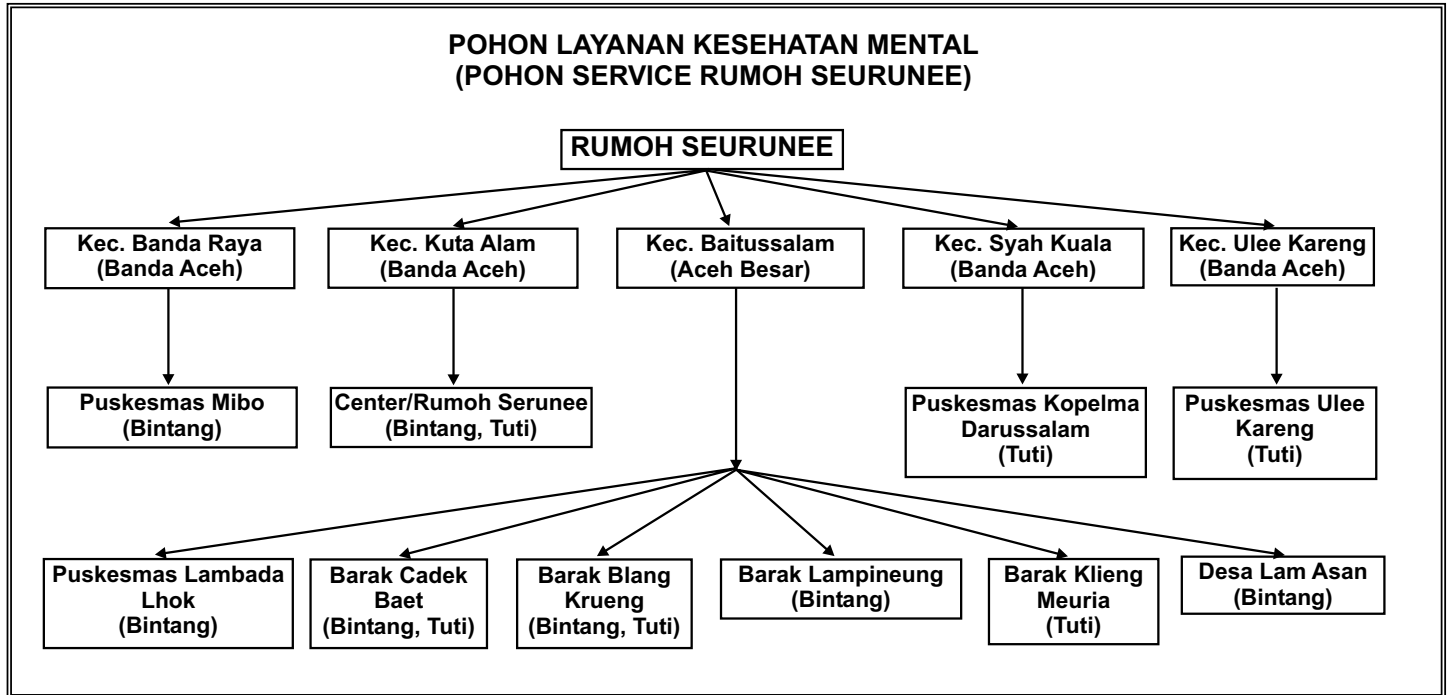 POHON LAYANAN KESEHATAN MENTAL
(POHON SERVICE RUMOH SEURUNEE)
RUMOH SEURUNEE
Kec. Banda Raya
(Banda Aceh)
Kec. Kuta Alam
(Banda Aceh)
Kec. Baitussalam
(Aceh Besar)
Kec. Syah Kuala
(Banda Aceh)
Kec. Ulee Kareng
(Banda Aceh)
Puskesmas Mibo
(Bintang)
Center/Rumoh Serunee
(Bintang, Tuti)
Puskesmas Kopelma
Darussalam
(Tuti)
Puskesmas Ulee
Kareng
(Tuti)
Puskesmas Lambada
Lhok
(Bintang)
Barak Cadek
Baet
(Bintang, Tuti)
Barak Blang
Krueng
(Bintang, Tuti)
Barak Lampineung
(Bintang)
Barak Klieng
Meuria
(Tuti)
Desa Lam Asan
(Bintang)